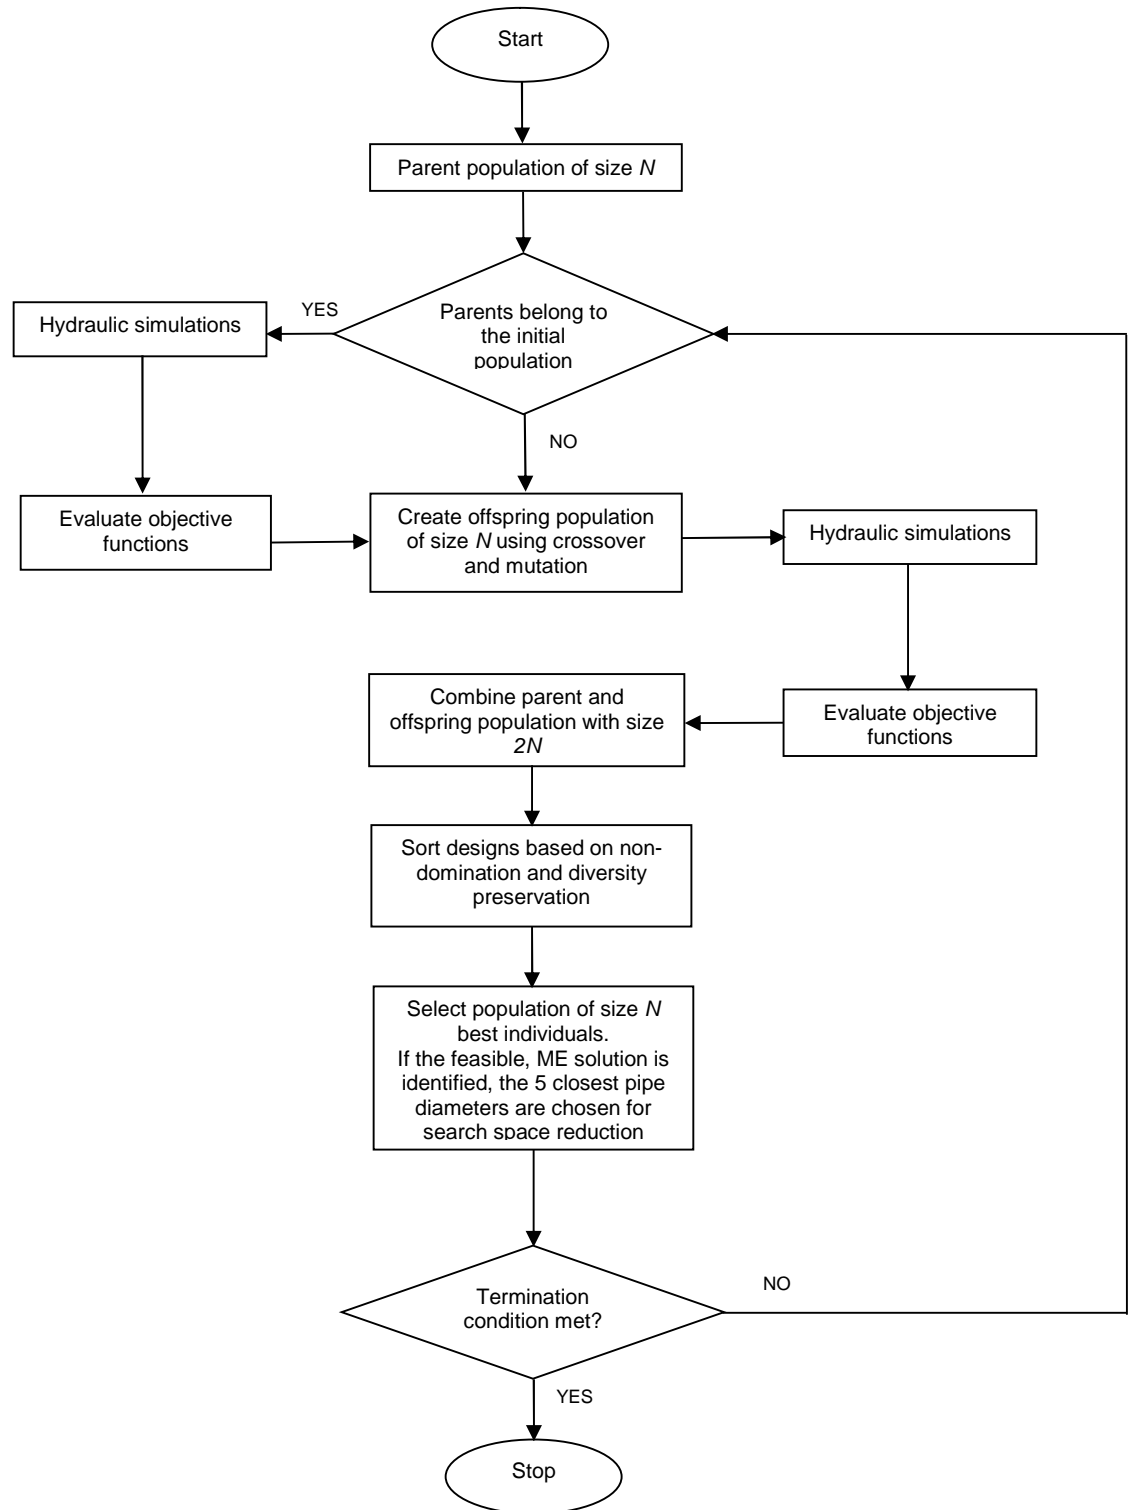 Start
Parent population of size N
Parents belong to
the initial
population
YES
Hydraulic simulations
NO
Evaluate objective
functions
Create offspring population
of size N using crossover
and mutation
Hydraulic simulations
Evaluate objective
functions
Combine parent and
offspring population with size
2N
Sort designs based on non-
domination and diversity
preservation
Select population of size N
best individuals.
If the feasible, ME solution is
identified, the 5 closest pipe
diameters are chosen for
search space reduction
Termination
condition met?
NO
YES
Stop